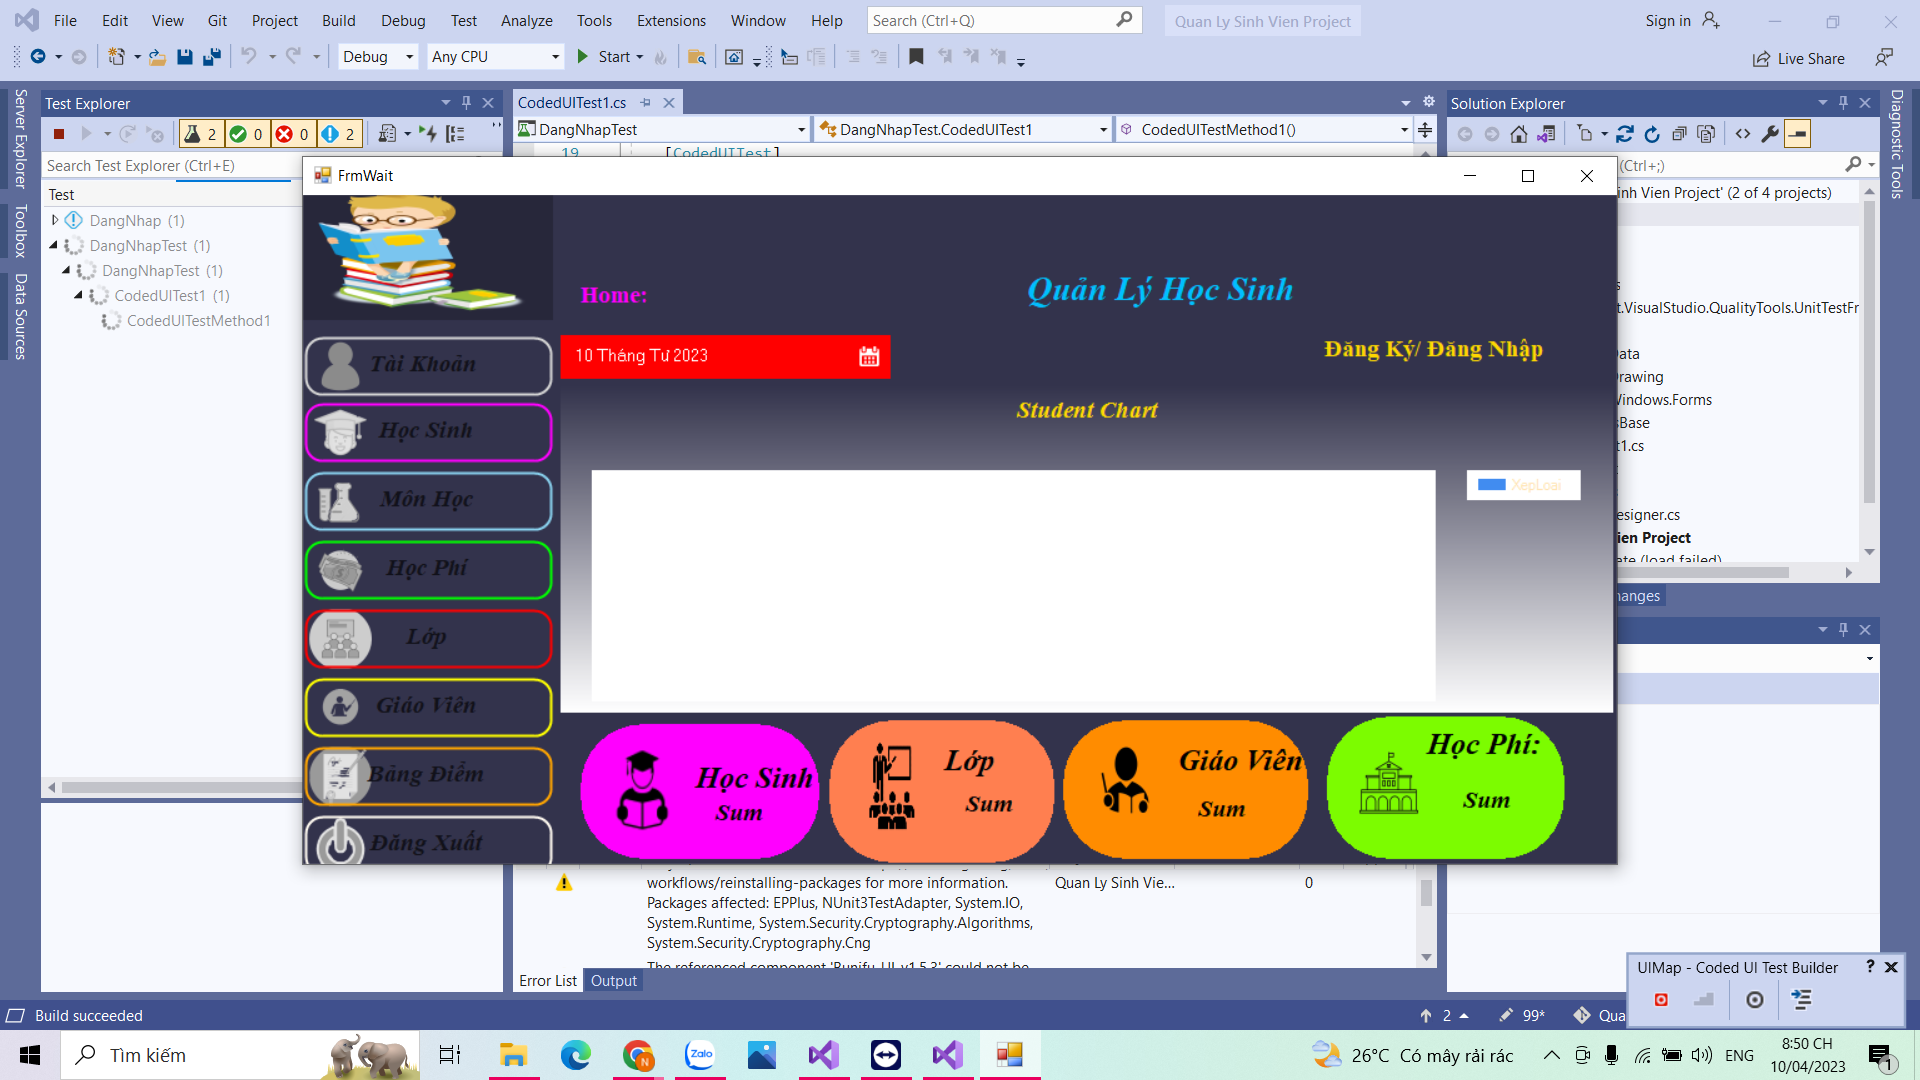 File Edit View Git Project Build Debug Test Analyze Tools Extensions Window Help Search (Ctrl+Q) Quan Ly Sinh Vien Project Sign in
Debug Any CPU Start Live Share
Server Explorer
Toolbox
Data Sources
Test Explorer
2 0 0 2
Search Test Explorer (Ctrl+E)
Test
DangNhap (1)
DangNhapTest (1)
DangNhapTest (1)
CodedUITest1 (1)
CodedUITestMethod1
CodedUITest1.cs
DangNhapTest DangNhapTest.CodedUITest1 CodedUITestMethod1()
19 [CodedUITest]
Solution Explorer
(Ctrl+;)
inh Vien Project' (2 of 4 projects)
t.VisualStudio.QualityTools.UnitTestFr
Data
Drawing
Windows.Forms
sBase
t1.cs
esigner.cs
ien Project
ate (load failed)
hanges
Diagnostic Tools
FrmWait
Home:
Quản Lý Học Sinh
10 Tháng Tư 2023
Đăng Ký/ Đăng Nhập
Student Chart
XepLoai
Tài Khoản
Học Sinh
Môn Học
Học Phí
Lớp
Giáo Viên
Bảng Điểm
Đăng Xuất
Học Sinh
Sum
Lớp
Sum
Giáo Viên
Sum
Học Phí:
Sum
workflows/reinstalling-packages for more information. Quan Ly Sinh Vie... 0
Packages affected: EPPlus, NUnit3TestAdapter, System.IO,
System.Runtime, System.Security.Cryptography.Algorithms,
System.Security.Cryptography.Cng
The referenced component 'Bunifu_UI_v1.5.3' could not be
Error List Output
UIMap - Coded UI Test Builder ?
Build succeeded 2 99* Qua
Tìm kiếm Zalo N 26°C Có mây rải rác ENG 8:50 CH
10/04/2023 1